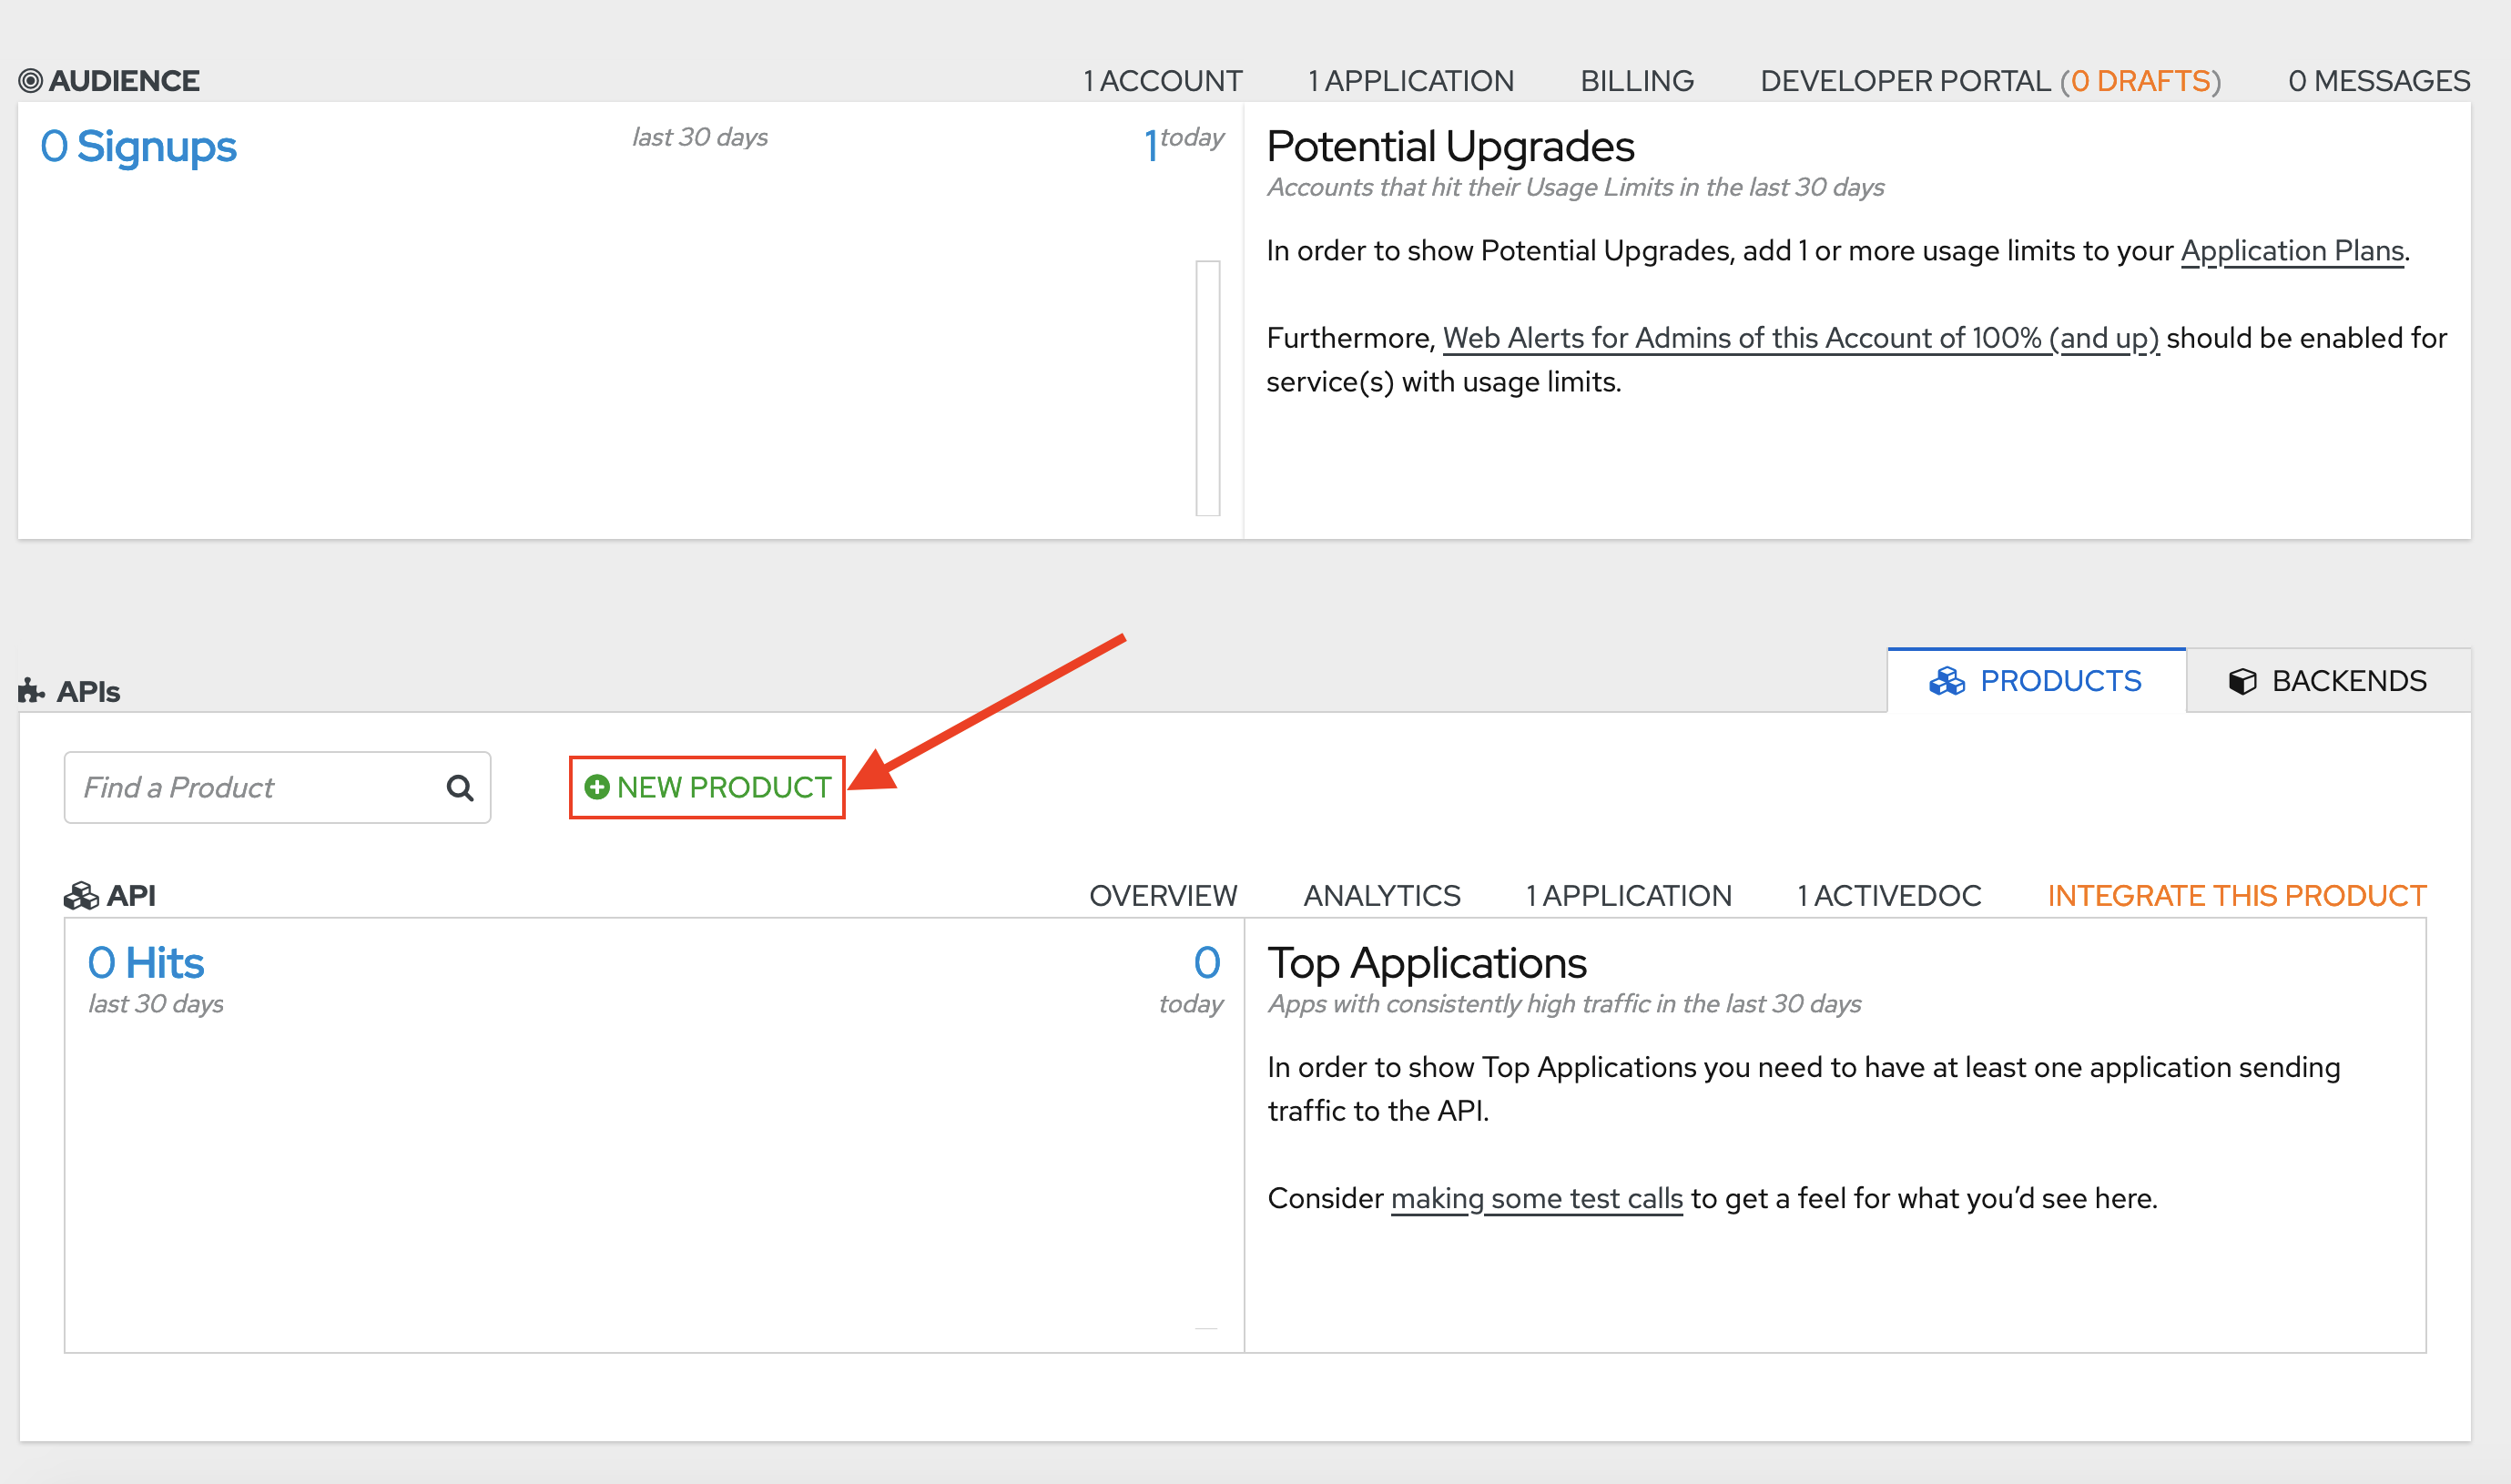 AUDIENCE
1 ACCOUNT
1 APPLICATION
BILLING
DEVELOPER PORTAL (0 DRAFTS)
0 MESSAGES
0 Signups
last 30 days
1 today
Potential Upgrades
Accounts that hit their Usage Limits in the last 30 days
In order to show Potential Upgrades, add 1 or more usage limits to your Application Plans.
Furthermore, Web Alerts for Admins of this Account of 100% (and up) should be enabled for
service(s) with usage limits.
APIs
PRODUCTS
BACKENDS
Find a Product
NEW PRODUCT
API
OVERVIEW
ANALYTICS
1 APPLICATION
1 ACTIVEDOC
INTEGRATE THIS PRODUCT
0 Hits
last 30 days
0
today
Top Applications
Apps with consistently high traffic in the last 30 days
In order to show Top Applications you need to have at least one application sending
traffic to the API.
Consider making some test calls to get a feel for what you’d see here.